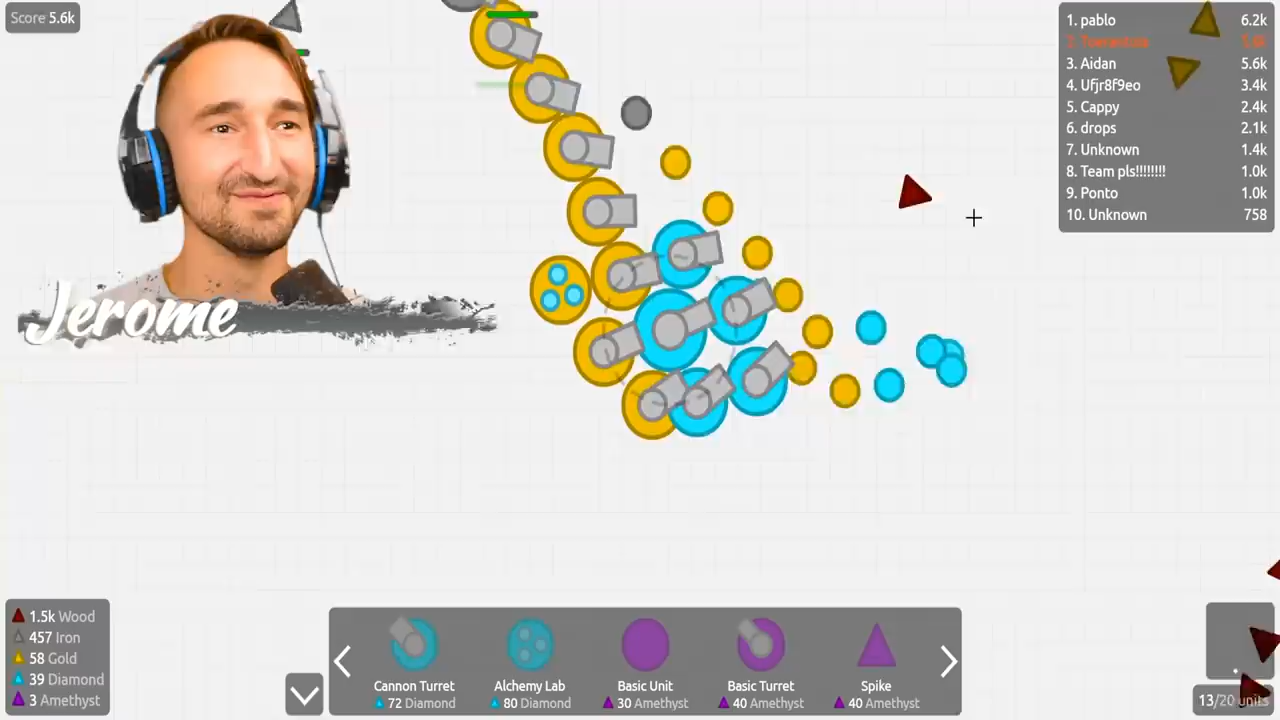 Score 5.6k
Jerome
1. pablo 6.2k
3. Aidan 5.6k
4. Ufjr8f9eo 3.4k
5. Cappy 2.4k
6. drops 2.1k
7. Unknown 1.4k
8. Team pls!!!!!!!! 1.0k
9. Ponto 1.0k
10. Unknown 758
1.5k Wood
457 Iron
58 Gold
39 Diamond
3 Amethyst
Cannon Turret
72 Diamond
Alchemy Lab
80 Diamond
Basic Unit
30 Amethyst
Basic Turret
40 Amethyst
Spike
40 Amethyst
13/20 units